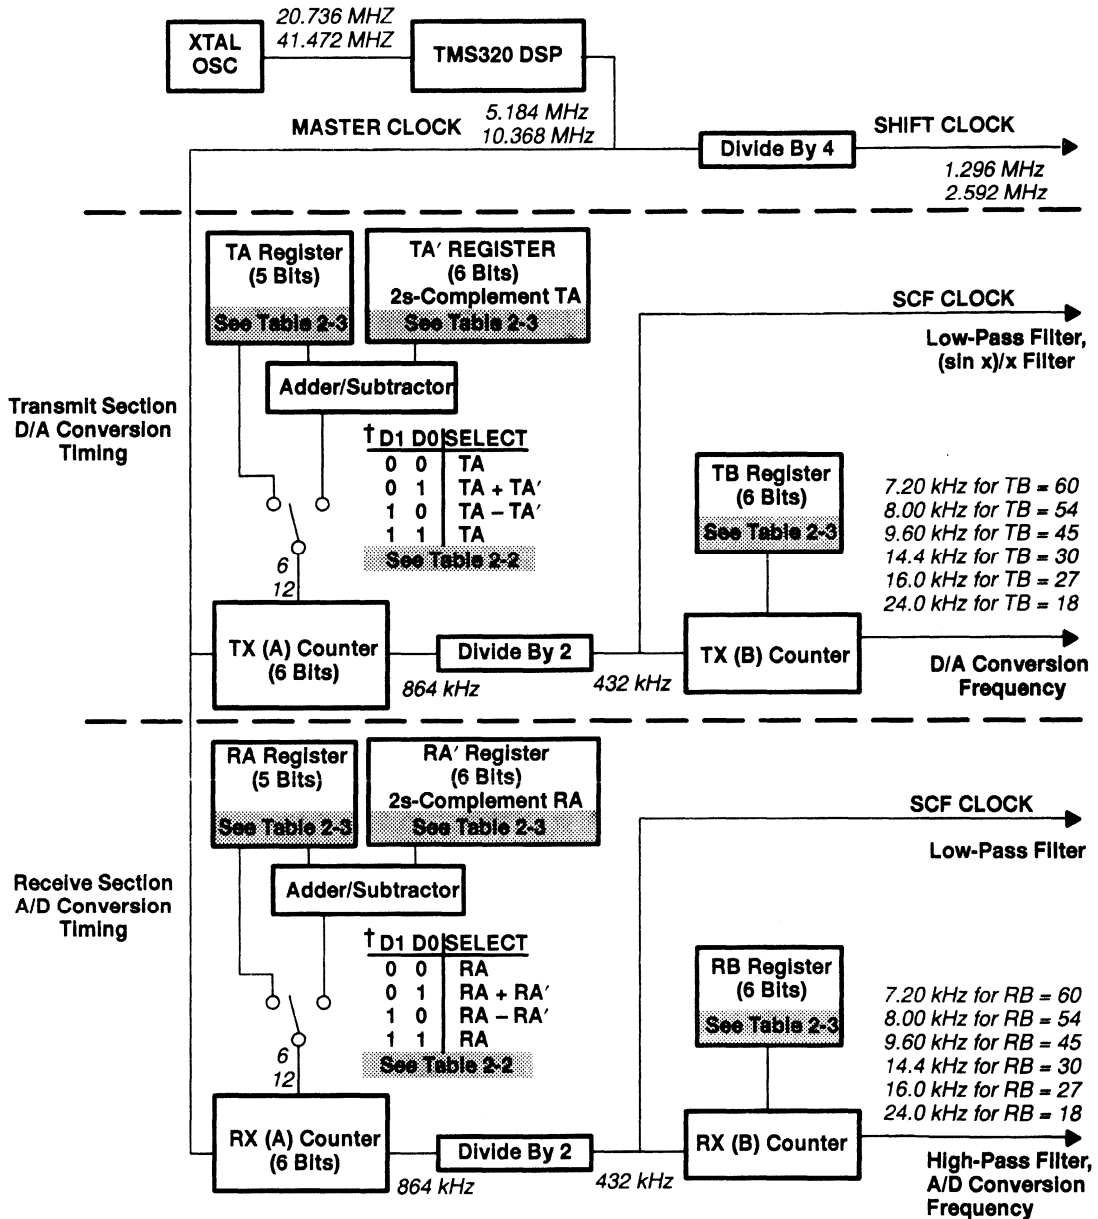 20.736 MHZ
41.472 MHZ
XTAL
OSC
TMS320 DSP
MASTER CLOCK
5.184 MHz
10.368 MHz
Divide By 4
SHIFT CLOCK
1.296 MHz
2.592 MHz
TA Register
(5 Bits)
See Table 2-3
TA′ REGISTER
(6 Bits)
2s-Complement TA
See Table 2-3
SCF CLOCK
Low-Pass Filter,
(sin x)/x Filter
Adder/Subtractor
Transmit Section
D/A Conversion
Timing
† D1 D0 SELECT
0 0 TA
0 1 TA + TA′
1 0 TA – TA′
1 1 TA
See Table 2-2
6
12
TB Register
(6 Bits)
See Table 2-3
7.20 kHz for TB = 60
8.00 kHz for TB = 54
9.60 kHz for TB = 45
14.4 kHz for TB = 30
16.0 kHz for TB = 27
24.0 kHz for TB = 18
TX (A) Counter
(6 Bits)
864 kHz
Divide By 2
432 kHz
TX (B) Counter
D/A Conversion
Frequency
RA Register
(5 Bits)
See Table 2-3
RA′ Register
(6 Bits)
2s-Complement RA
See Table 2-3
SCF CLOCK
Low-Pass Filter
Adder/Subtractor
Receive Section
A/D Conversion
Timing
† D1 D0 SELECT
0 0 RA
0 1 RA + RA′
1 0 RA – RA′
1 1 RA
See Table 2-2
6
12
RB Register
(6 Bits)
See Table 2-3
7.20 kHz for RB = 60
8.00 kHz for RB = 54
9.60 kHz for RB = 45
14.4 kHz for RB = 30
16.0 kHz for RB = 27
24.0 kHz for RB = 18
RX (A) Counter
(6 Bits)
864 kHz
Divide By 2
432 kHz
RX (B) Counter
High-Pass Filter,
A/D Conversion
Frequency